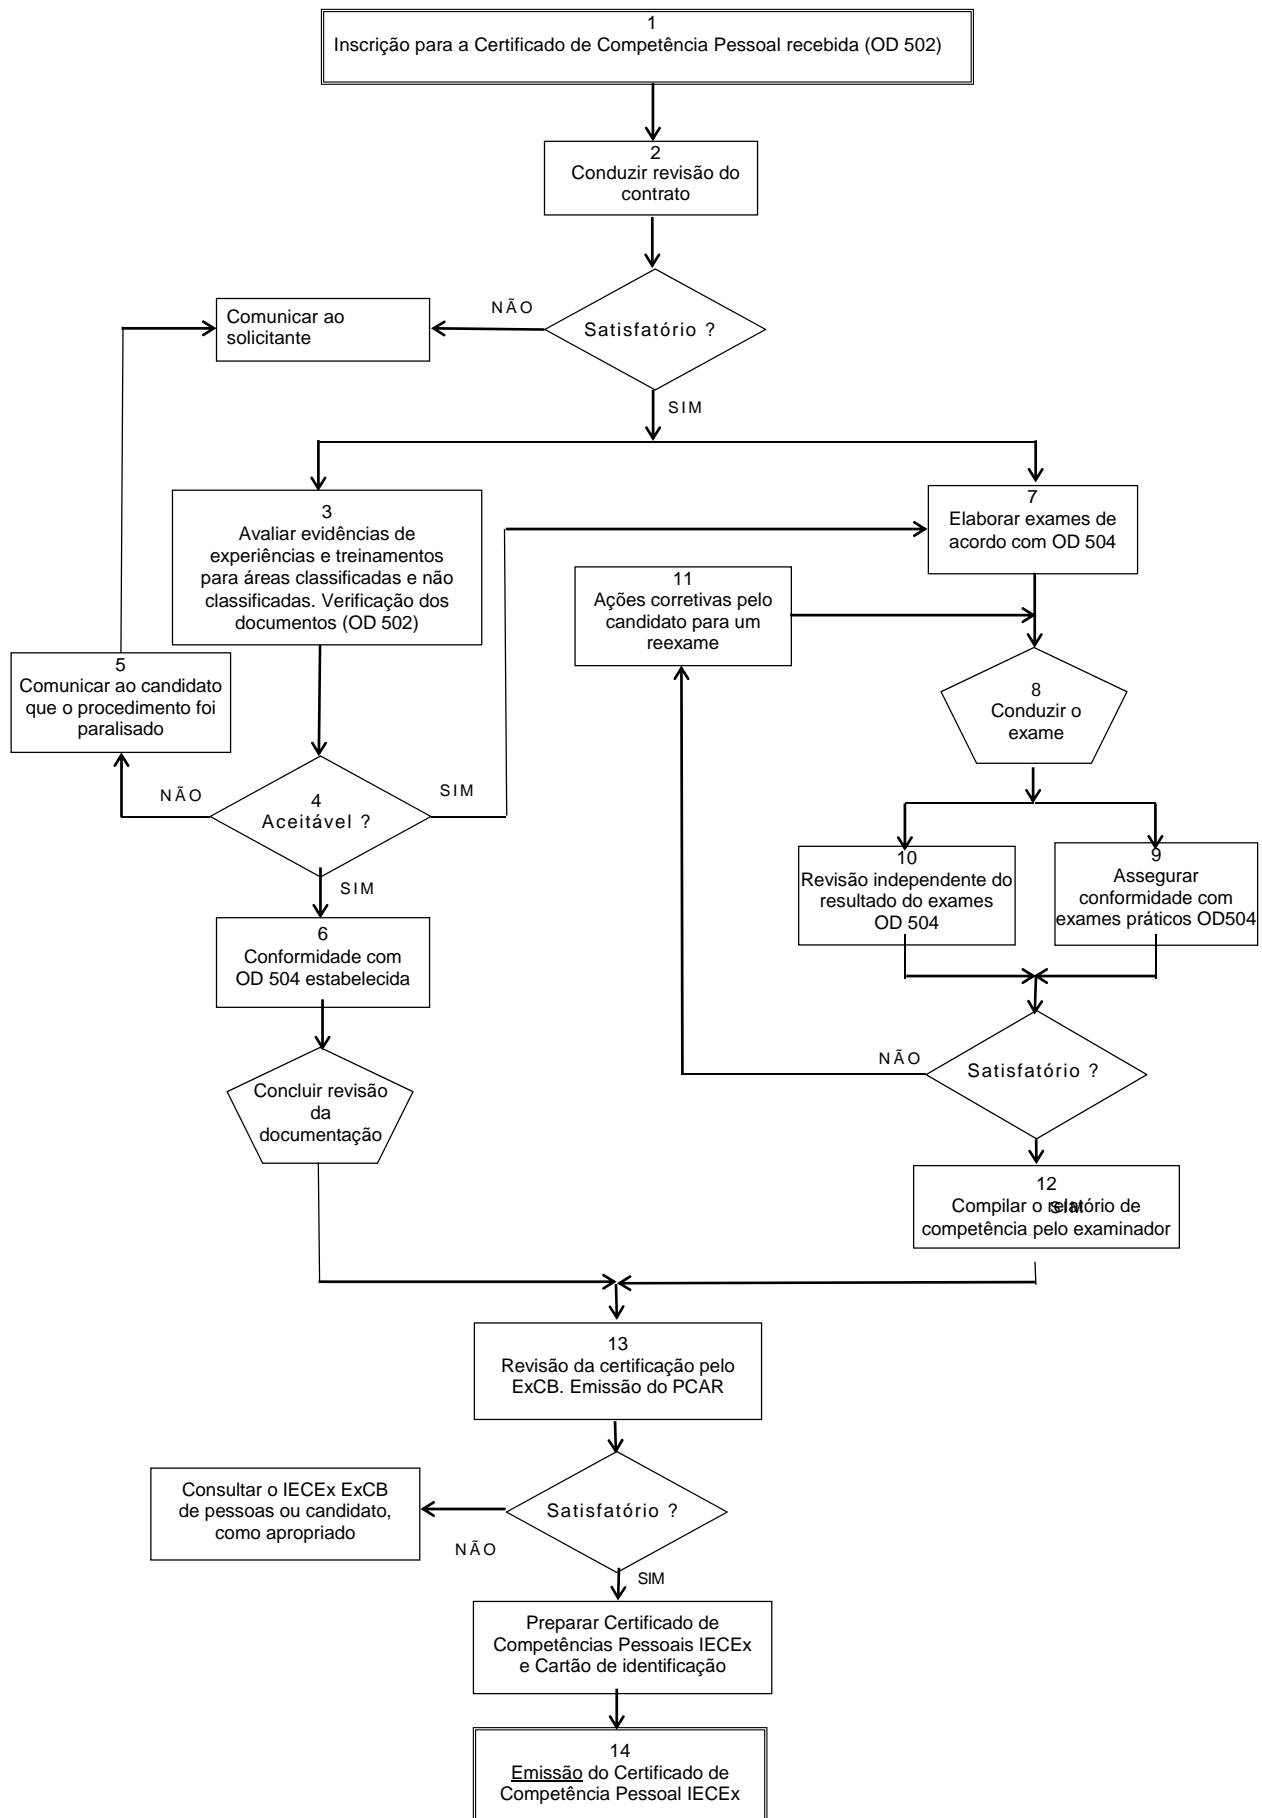 1
Inscrição para a Certificado de Competência Pessoal recebida (OD 502)
2
Conduzir revisão do
contrato
NÃO
Comunicar ao
solicitante
Satisfatório ?
SIM
3
Avaliar evidências de
experiências e treinamentos
para áreas classificadas e não
classificadas. Verificação dos
documentos (OD 502)
7
Elaborar exames de
acordo com OD 504
11
Ações corretivas pelo
candidato para um
reexame
5
Comunicar ao candidato
que o procedimento foi
paralisado
8
Conduzir o
exame
NÃO
4
Aceitável ?
SIM
SIM
10
Revisão independente do
resultado do exames
OD 504
9
Assegurar
conformidade com
exames práticos OD504
6
Conformidade com
OD 504 estabelecida
NÃO
Satisfatório ?
Concluir revisão
da
documentação
12
Compilar o relatório de
SIM
competência pelo examinador
13
Revisão da certificação pelo
ExCB. Emissão do PCAR
Consultar o IECEx ExCB
de pessoas ou candidato,
como apropriado
Satisfatório ?
NÃO
SIM
Preparar Certificado de
Competências Pessoais IECEx
e Cartão de identificação
14
Emissão do Certificado de
Competência Pessoal IECEx